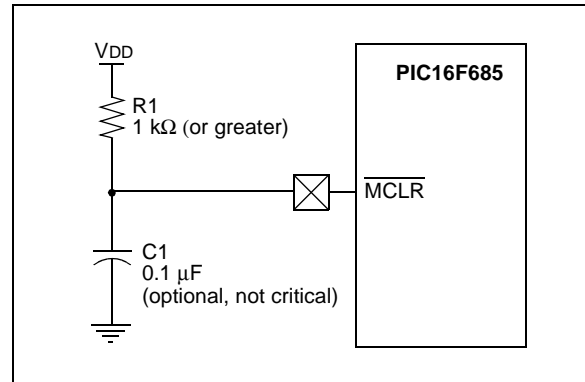 VDD
PIC16F685
R1
1 kΩ (or greater)
MCLR
C1
0.1 μF
(optional, not critical)